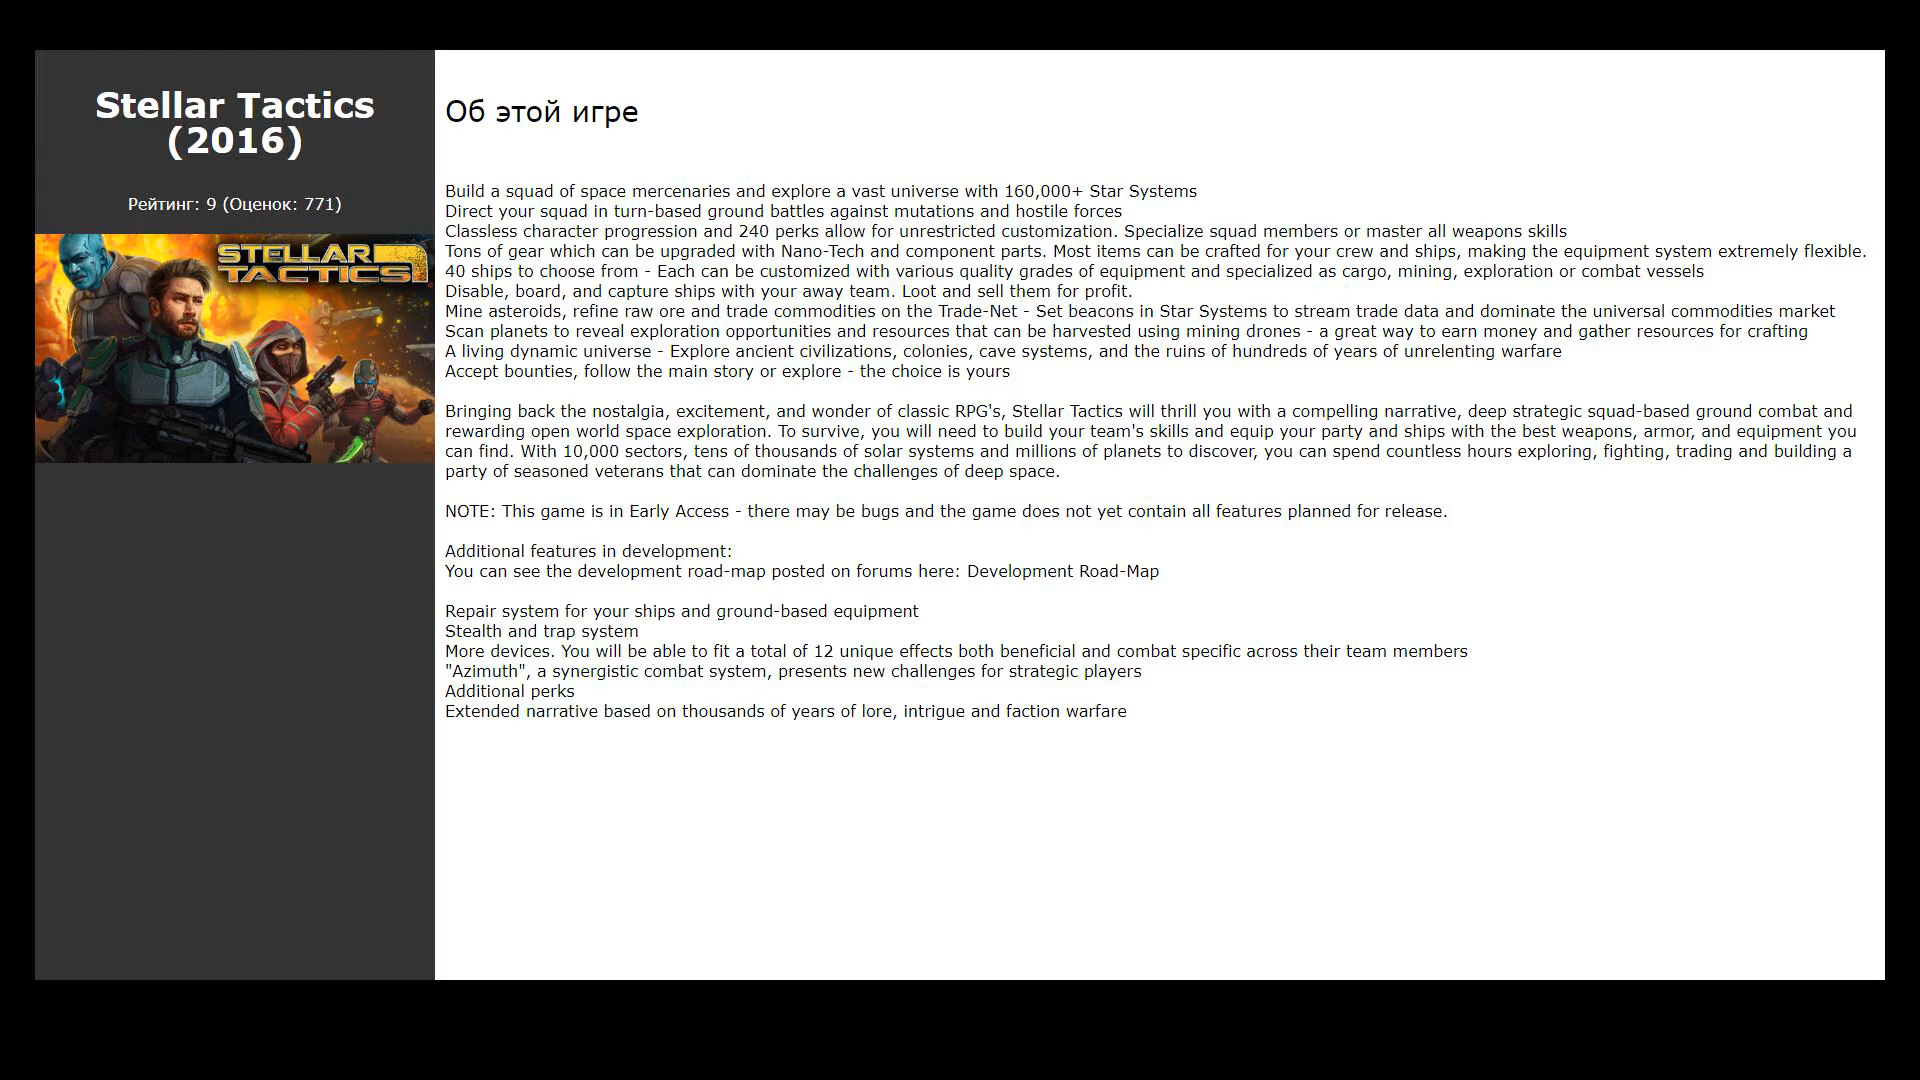 Stellar Tactics
(2016)
Рейтинг: 9 (Оценок: 771)
STELLAR
TACTICS
Об этой игре
Build a squad of space mercenaries and explore a vast universe with 160,000+ Star Systems
Direct your squad in turn-based ground battles against mutations and hostile forces
Classless character progression and 240 perks allow for unrestricted customization. Specialize squad members or master all weapons skills
Tons of gear which can be upgraded with Nano-Tech and component parts. Most items can be crafted for your crew and ships, making the equipment system extremely flexible.
40 ships to choose from - Each can be customized with various quality grades of equipment and specialized as cargo, mining, exploration or combat vessels
Disable, board, and capture ships with your away team. Loot and sell them for profit.
Mine asteroids, refine raw ore and trade commodities on the Trade-Net - Set beacons in Star Systems to stream trade data and dominate the universal commodities market
Scan planets to reveal exploration opportunities and resources that can be harvested using mining drones - a great way to earn money and gather resources for crafting
A living dynamic universe - Explore ancient civilizations, colonies, cave systems, and the ruins of hundreds of years of unrelenting warfare
Accept bounties, follow the main story or explore - the choice is yours
Bringing back the nostalgia, excitement, and wonder of classic RPG's, Stellar Tactics will thrill you with a compelling narrative, deep strategic squad-based ground combat and
rewarding open world space exploration. To survive, you will need to build your team's skills and equip your party and ships with the best weapons, armor, and equipment you
can find. With 10,000 sectors, tens of thousands of solar systems and millions of planets to discover, you can spend countless hours exploring, fighting, trading and building a
party of seasoned veterans that can dominate the challenges of deep space.
NOTE: This game is in Early Access - there may be bugs and the game does not yet contain all features planned for release.
Additional features in development:
You can see the development road-map posted on forums here: Development Road-Map
Repair system for your ships and ground-based equipment
Stealth and trap system
More devices. You will be able to fit a total of 12 unique effects both beneficial and combat specific across their team members
"Azimuth", a synergistic combat system, presents new challenges for strategic players
Additional perks
Extended narrative based on thousands of years of lore, intrigue and faction warfare